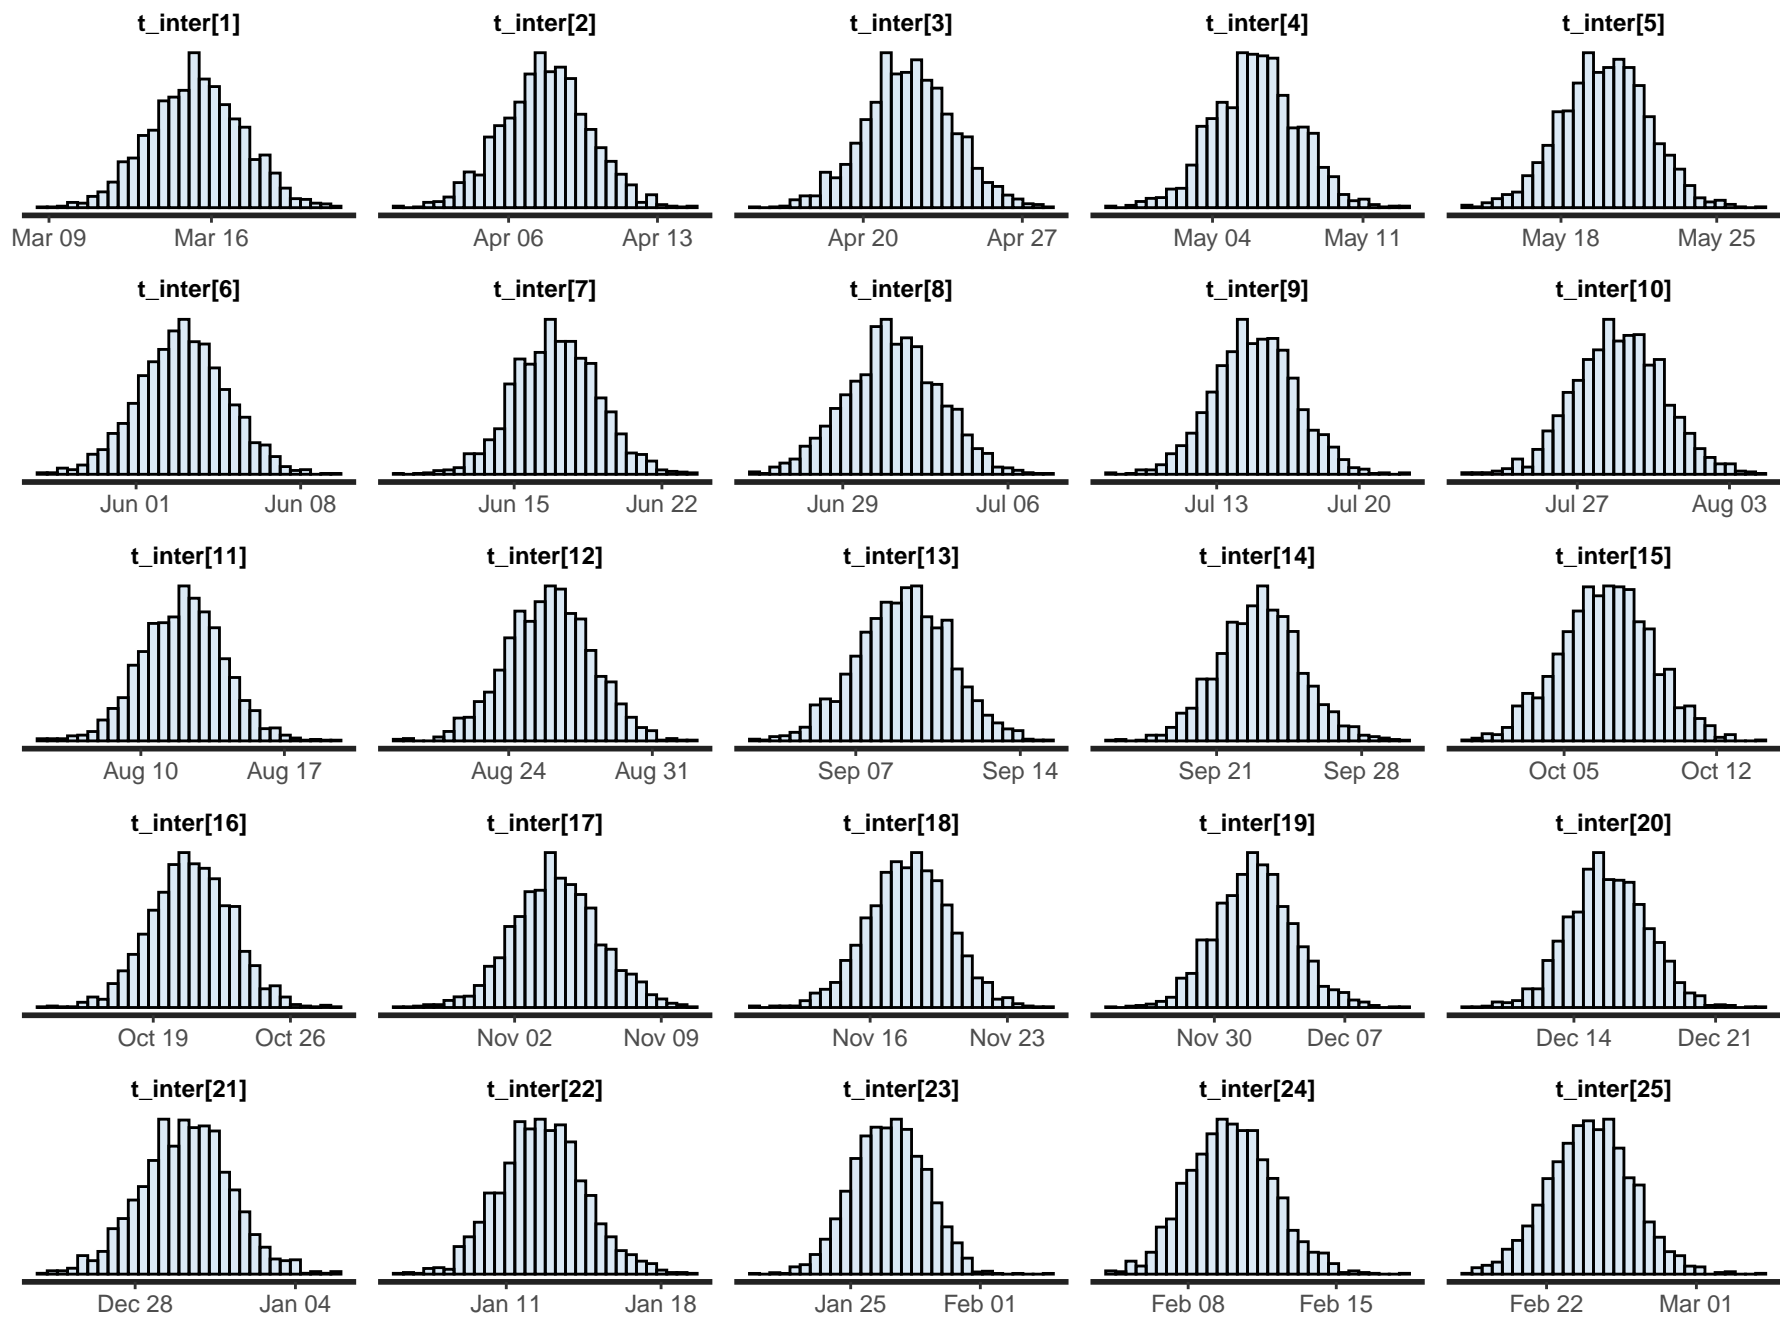 t_inter[1] t_inter[2] t_inter[3] t_inter[4] t_inter[5]
Mar 09 Mar 16 Apr 06 Apr 13 Apr 20 Apr 27 May 04 May 11 May 18 May 25
t_inter[6] t_inter[7] t_inter[8] t_inter[9] t_inter[10]
Jun 01 Jun 08 Jun 15 Jun 22 Jun 29 Jul 06 Jul 13 Jul 20 Jul 27 Aug 03
t_inter[11] t_inter[12] t_inter[13] t_inter[14] t_inter[15]
Aug 10 Aug 17 Aug 24 Aug 31 Sep 07 Sep 14 Sep 21 Sep 28 Oct 05 Oct 12
t_inter[16] t_inter[17] t_inter[18] t_inter[19] t_inter[20]
Oct 19 Oct 26 Nov 02 Nov 09 Nov 16 Nov 23 Nov 30 Dec 07 Dec 14 Dec 21
t_inter[21] t_inter[22] t_inter[23] t_inter[24] t_inter[25]
Dec 28 Jan 04 Jan 11 Jan 18 Jan 25 Feb 01 Feb 08 Feb 15 Feb 22 Mar 01